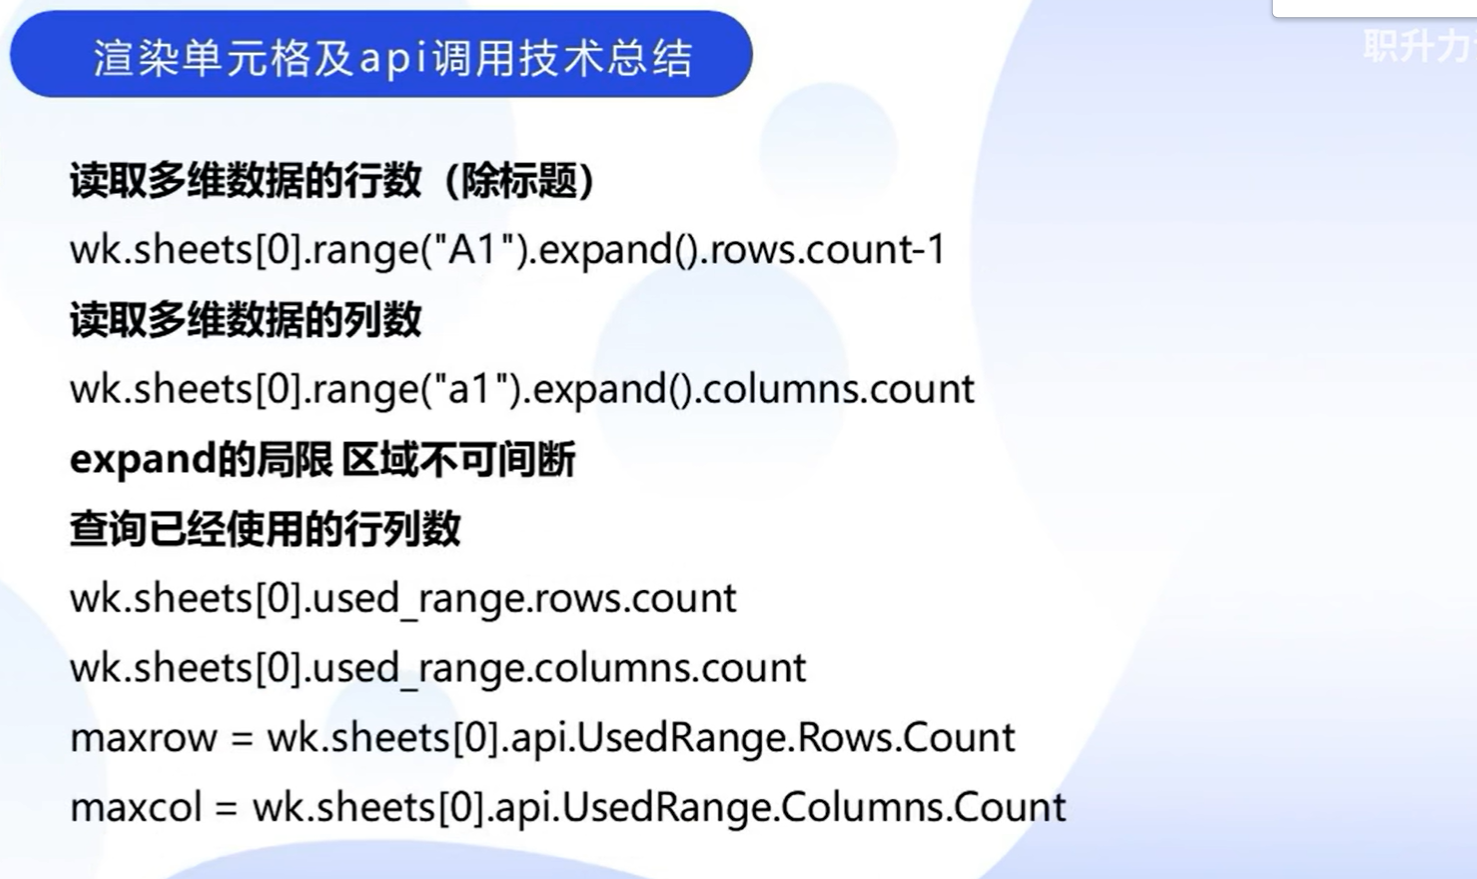 渲染单元格及api调用技术总结
职升力
读取多维数据的行数（除标题）
wk.sheets[0].range("A1").expand().rows.count-1
读取多维数据的列数
wk.sheets[0].range("a1").expand().columns.count
expand的局限 区域不可间断
查询已经使用的行列数
wk.sheets[0].used_range.rows.count
wk.sheets[0].used_range.columns.count
maxrow = wk.sheets[0].api.UsedRange.Rows.Count
maxcol = wk.sheets[0].api.UsedRange.Columns.Count